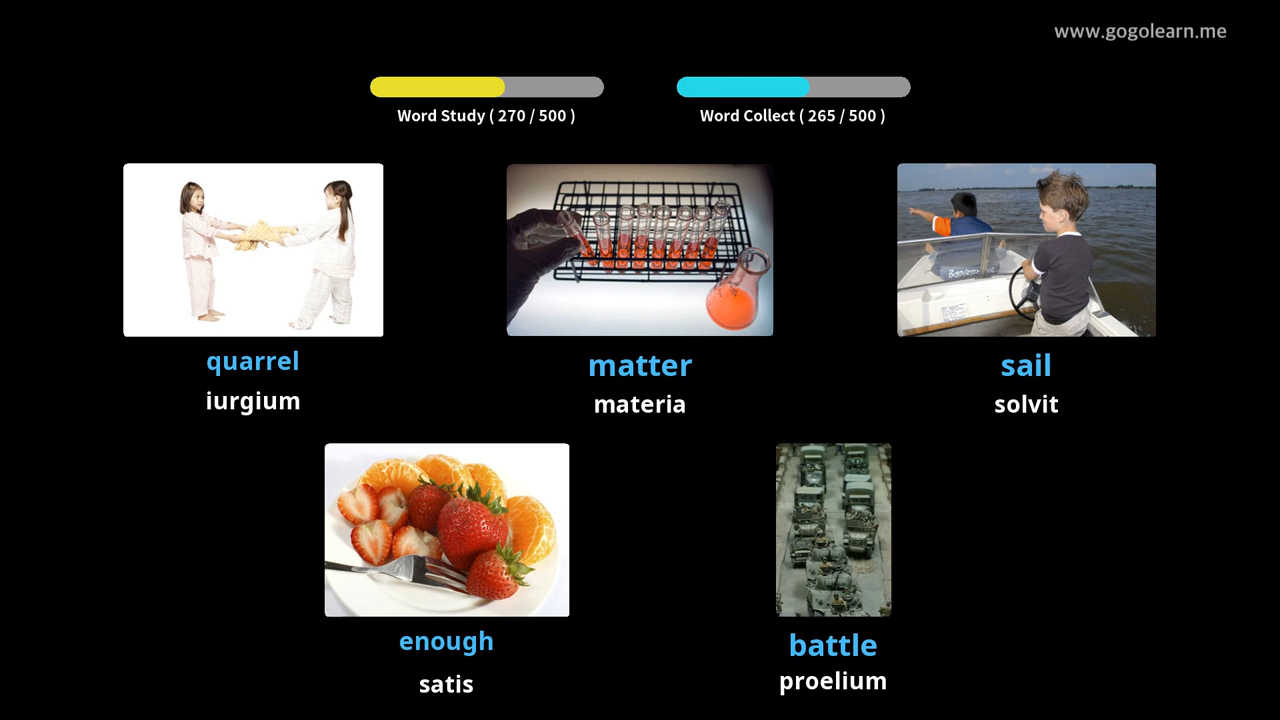 www.gogolearn.me
Word Study ( 270 / 500 )
Word Collect ( 265 / 500 )
quarrel
iurgium
matter
materia
sail
solvit
enough
satis
battle
proelium